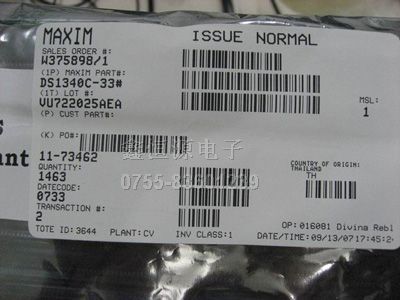 MAXIM
ISSUE NORMAL
SALES ORDER #:
W375898/1
(1P) MAXIM PART#:
DS1340C-33#
(1T) LOT #:
VU722025AEA
(P) CUST PART#:
MSL:
1
(K) PO#:
11-73462
鑫恒源电子
QUANTITY:
1463
0755-83
DATECODE:
0733
COUNTRY OF ORIGIN:
THAILAND
TH
TRANSACTION #:
2
TOTE ID:3644 PLANT:CV INV CLASS:1
OP:016081 Divina Rebl
DATE/TIME:09/13/07 17:45:2
s
ant